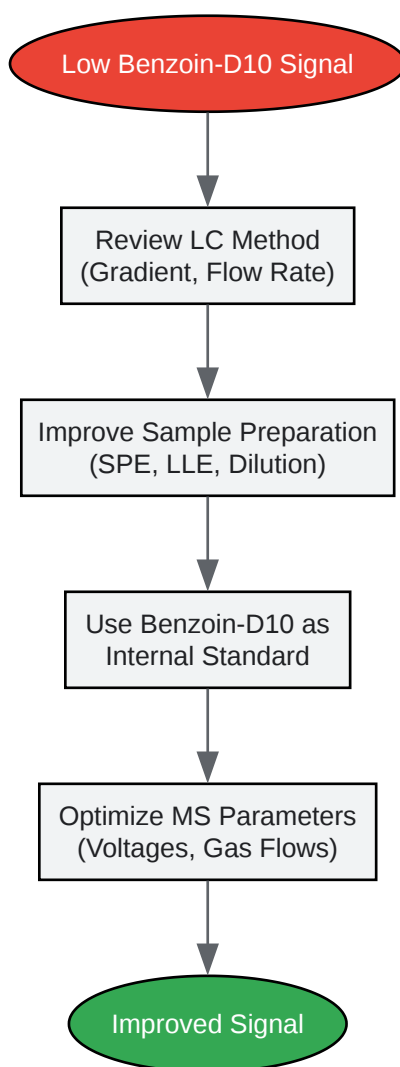 Low Benzoin-D10 Signal
Review LC Method
(Gradient, Flow Rate)
Improve Sample Preparation
(SPE, LLE, Dilution)
Use Benzoin-D10 as
Internal Standard
Optimize MS Parameters
(Voltages, Gas Flows)
Improved Signal